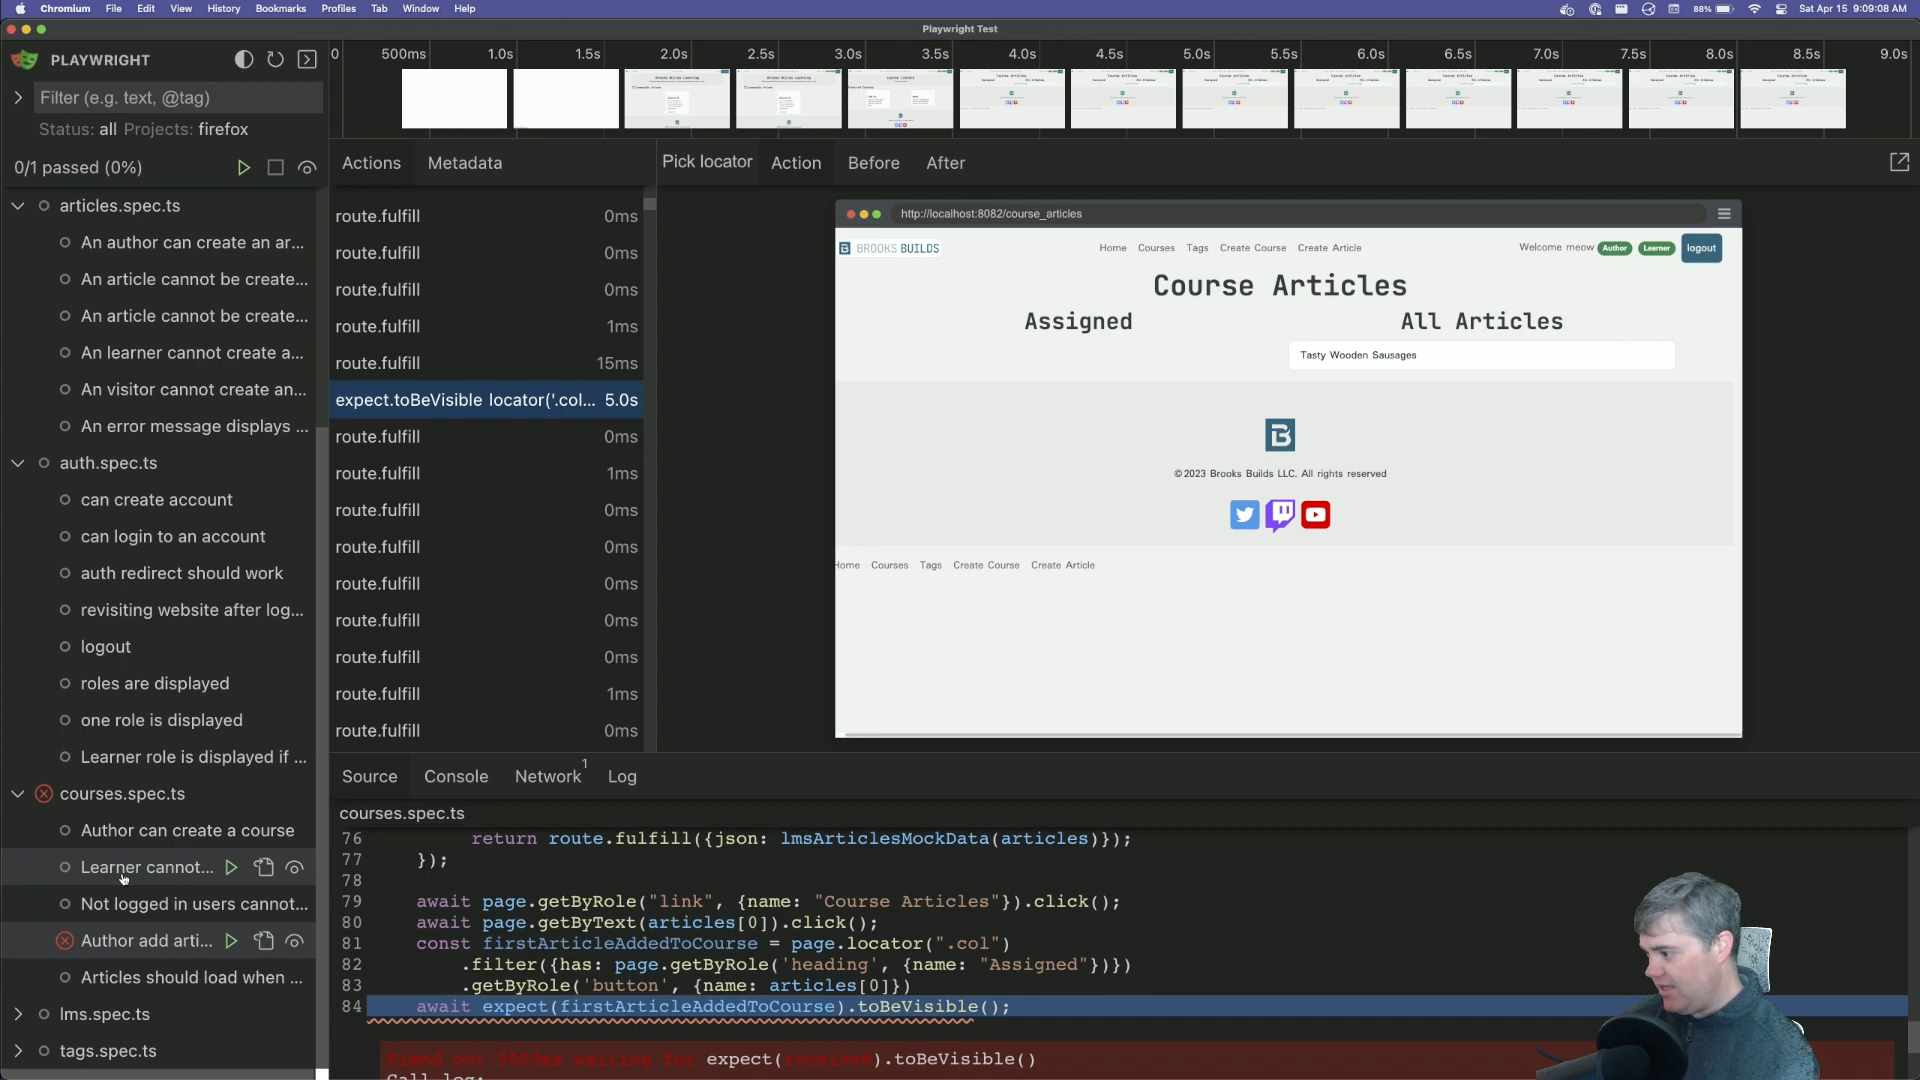 Chromium File Edit View History Bookmarks Profiles Tab Window Help
88% Sat Apr 15 9:09:08 AM
Playwright Test
PLAYWRIGHT
Filter (e.g. text, @tag)
Status: all Projects: firefox
0/1 passed (0%)
articles.spec.ts
An author can create an ar...
An article cannot be create...
An article cannot be create...
An learner cannot create a...
An visitor cannot create an...
An error message displays ...
auth.spec.ts
can create account
can login to an account
auth redirect should work
revisiting website after log...
logout
roles are displayed
one role is displayed
Learner role is displayed if ...
courses.spec.ts
Author can create a course
Learner cannot...
Not logged in users cannot...
Author add arti...
Articles should load when ...
lms.spec.ts
tags.spec.ts
0 500ms 1.0s 1.5s 2.0s 2.5s 3.0s 3.5s 4.0s 4.5s 5.0s 5.5s 6.0s 6.5s 7.0s 7.5s 8.0s 8.5s 9.0s
Actions Metadata
route.fulfill 0ms
route.fulfill 0ms
route.fulfill 0ms
route.fulfill 1ms
route.fulfill 15ms
expect.toBeVisible locator('.col... 5.0s
route.fulfill 0ms
route.fulfill 1ms
route.fulfill 0ms
route.fulfill 0ms
route.fulfill 0ms
route.fulfill 0ms
route.fulfill 0ms
route.fulfill 1ms
route.fulfill 0ms
Pick locator Action Before After
http://localhost:8082/course_articles
BROOKS BUILDS
Home Courses Tags Create Course Create Article
Welcome meow Author Learner logout
Course Articles
Assigned All Articles
Tasty Wooden Sausages
©2023 Brooks Builds LLC. All rights reserved
Home Courses Tags Create Course Create Article
Source Console Network 1 Log
courses.spec.ts
76 return route.fulfill({json: lmsArticlesMockData(articles)});
77 });
78
79 await page.getByRole("link", {name: "Course Articles"}).click();
80 await page.getByText(articles[0]).click();
81 const firstArticleAddedToCourse = page.locator(".col")
82 .filter({has: page.getByRole('heading', {name: "Assigned"})})
83 .getByRole('button', {name: articles[0]})
84 await expect(firstArticleAddedToCourse).toBeVisible();
Timed out 5000ms waiting for expect(received).toBeVisible()
Call log: